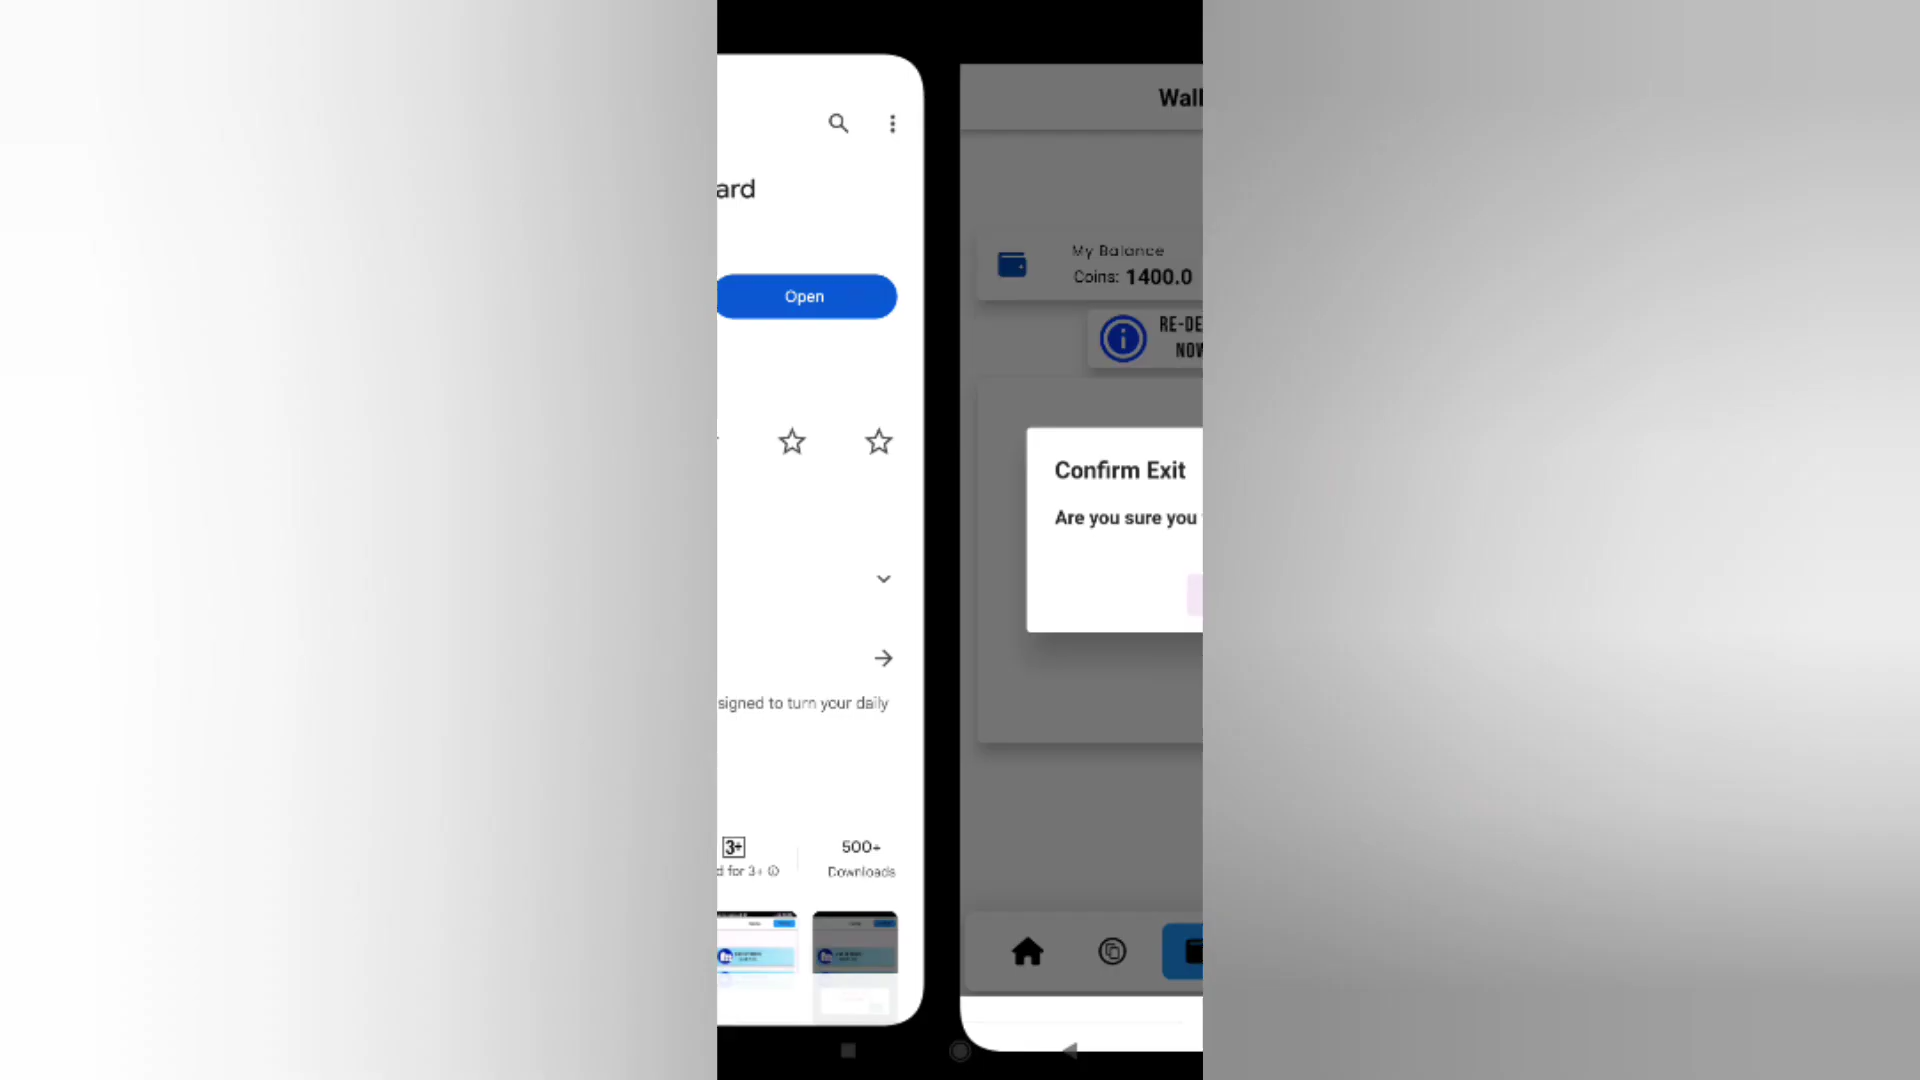 ard
Open
signed to turn your daily
3+
d for 3+
500+
Downloads
Wall
My Balance
Coins: 1400.0
RE-DE
NOW
Confirm Exit
Are you sure you